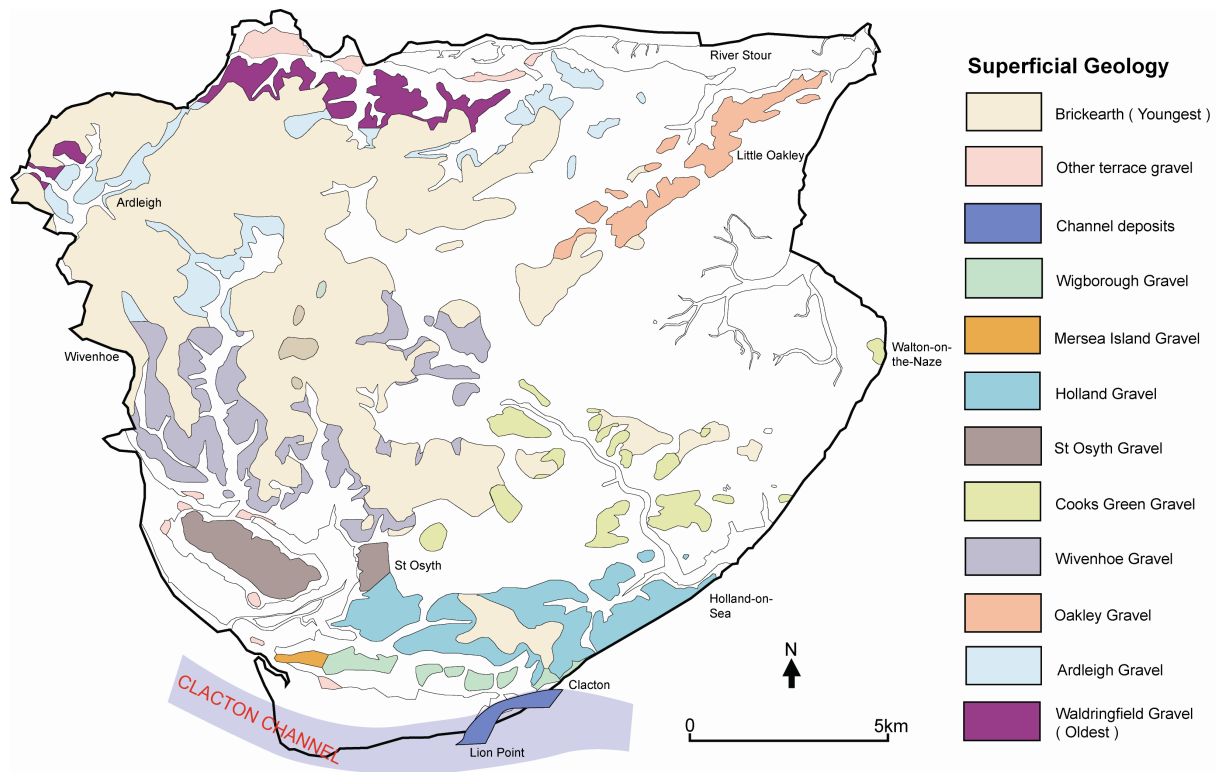 River Stour
Little Oakley
Ardleigh
Wivenhoe
Walton-on-
the-Naze
St Osyth
Holland-on-
Sea
Clacton
Lion Point
CLACTON CHANNEL
N
0 5km
Superficial Geology
Brickearth ( Youngest )
Other terrace gravel
Channel deposits
Wigborough Gravel
Mersea Island Gravel
Holland Gravel
St Osyth Gravel
Cooks Green Gravel
Wivenhoe Gravel
Oakley Gravel
Ardleigh Gravel
Waldringfield Gravel
( Oldest )